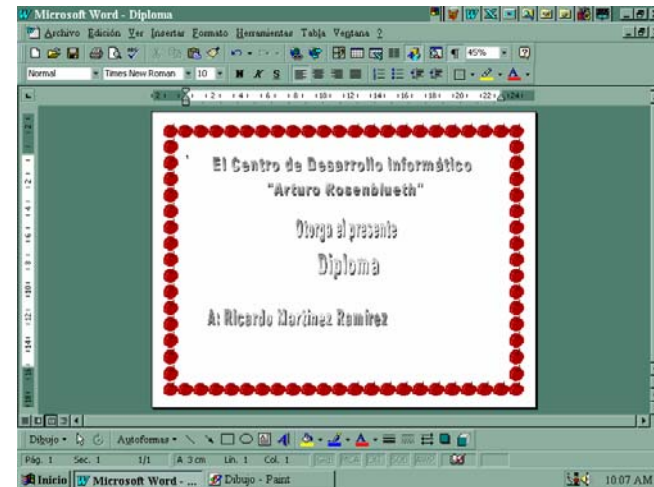 Microsoft Word - Diploma
Archivo Edición Ver Insertar Formato Herramientas Tabla Ventana ?
45%
Normal Times New Roman 10 N K S
El Centro de Desarrollo Informático
"Arturo Rosenblueth"
Otorga el presente
Diploma
A: Ricardo Martinez Ramirez
Dibujo Autoformas
Pág. 1 Sec. 1 1/1 A 3 cm Lín. 1 Col. 1
Inicio Microsoft Word - ... Dibujo - Paint 10:07 AM